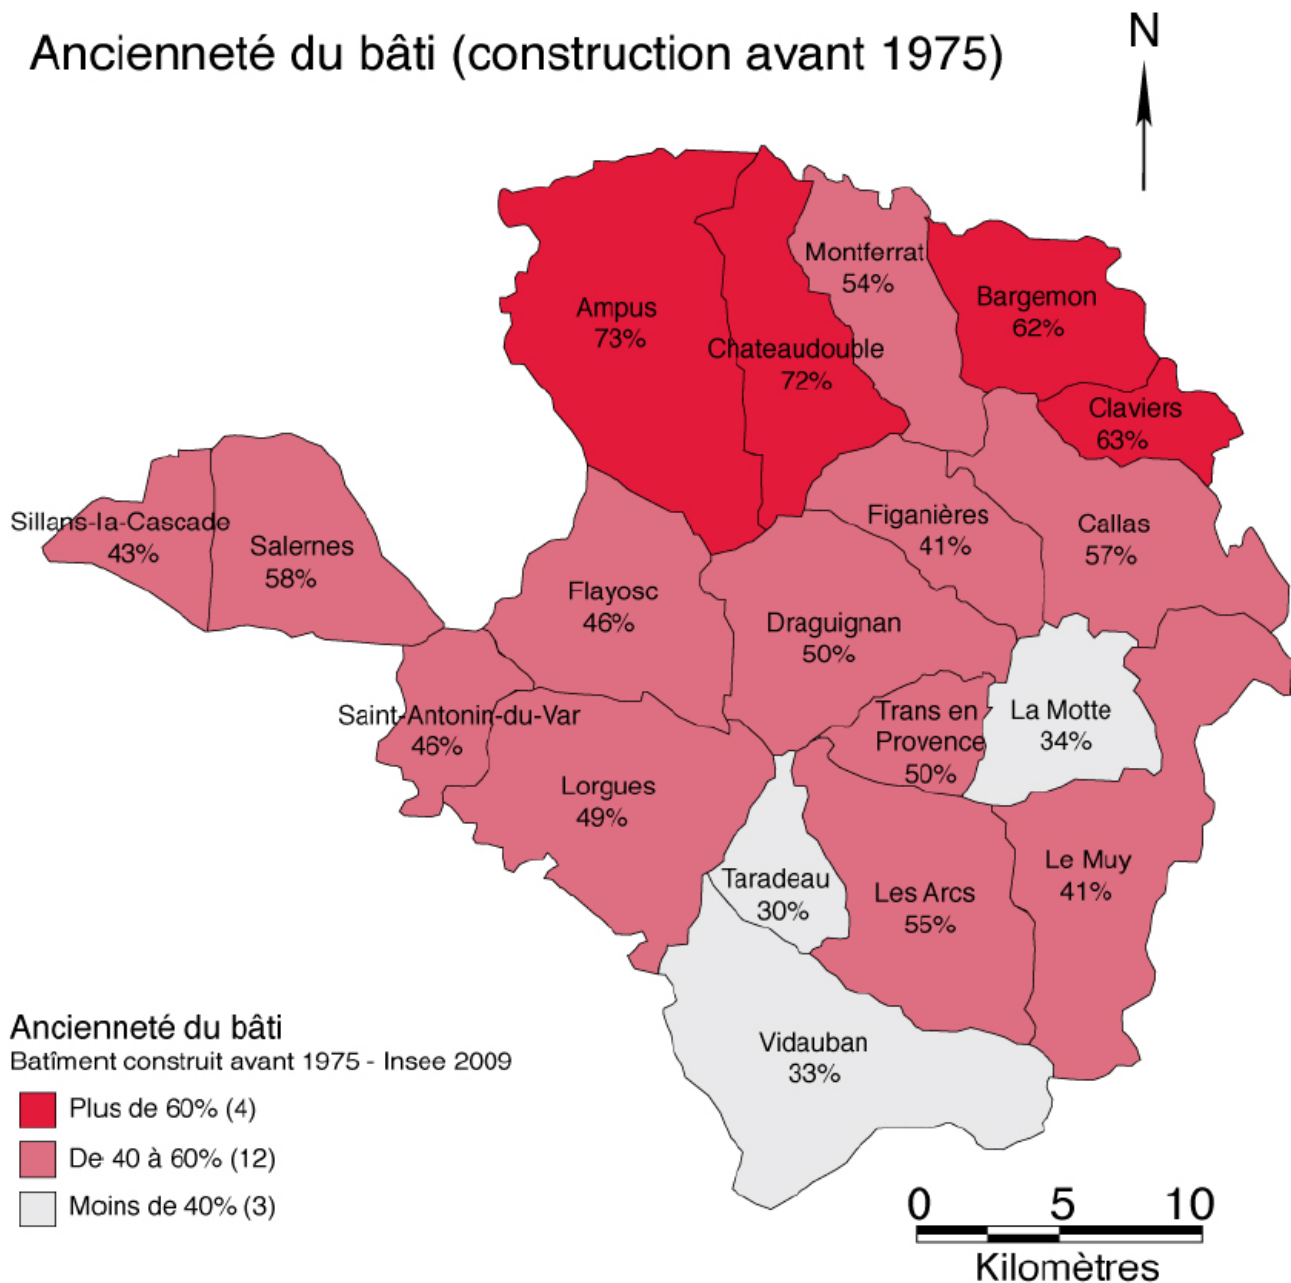 Ancienneté du bâti (construction avant 1975)
N
Montferrat
54%
Bargemon
62%
Ampus
73%
Chateaudouble
72%
Claviers
63%
Sillans-la-Cascade
43%
Salernes
58%
Figanières
41%
Callas
57%
Flayosc
46%
Draguignan
50%
Saint-Antonin-du-Var
46%
Trans en
Provence
50%
La Motte
34%
Lorgues
49%
Taradeau
30%
Les Arcs
55%
Le Muy
41%
Vidauban
33%
Ancienneté du bâti
Batîment construit avant 1975 - Insee 2009
Plus de 60% (4)
De 40 à 60% (12)
Moins de 40% (3)
0 5 10
Kilomètres